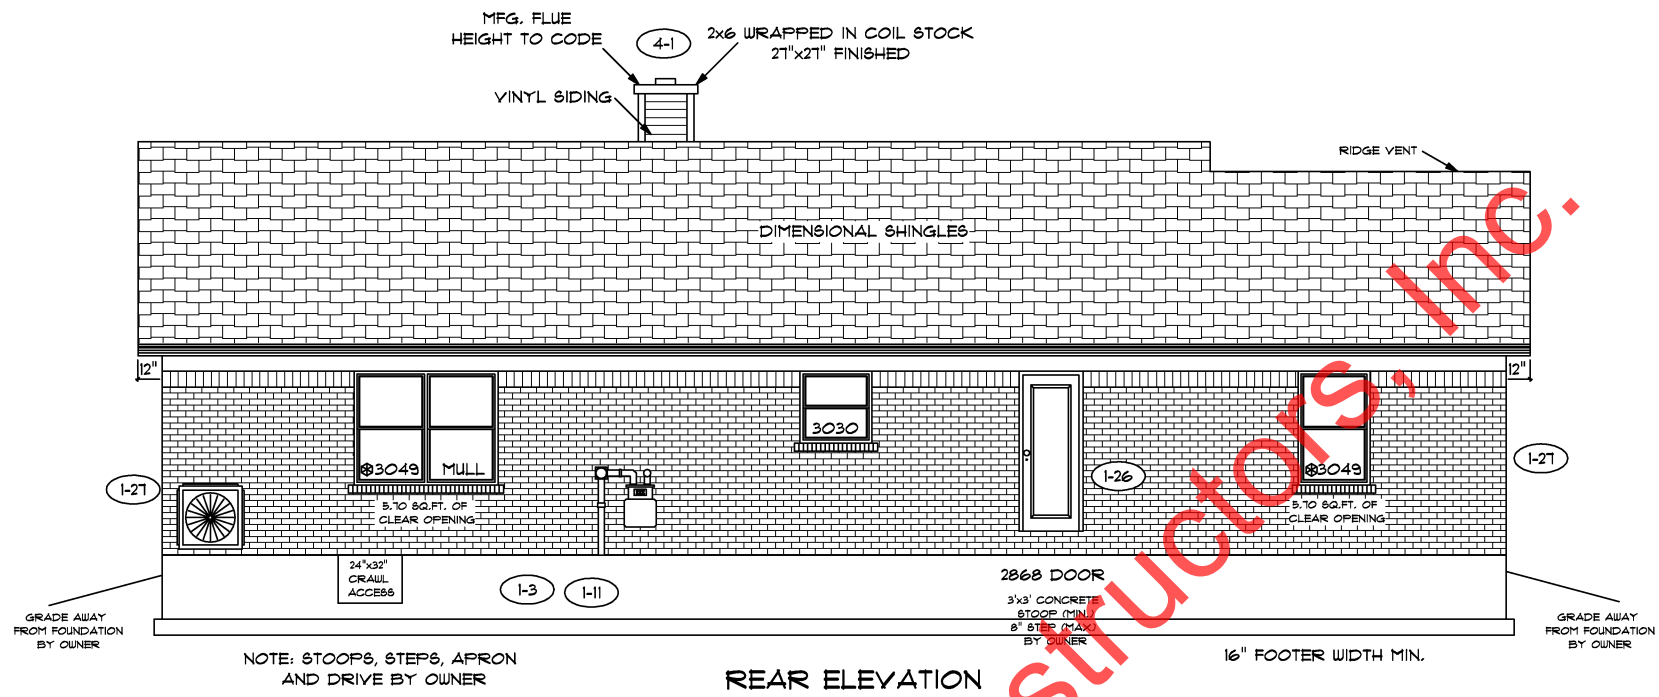 MFG. FLUE
HEIGHT TO CODE
4-1
2x6 WRAPPED IN COIL STOCK
27"x27" FINISHED
VINYL SIDING
RIDGE VENT
DIMENSIONAL SHINGLES
12"
12"
3030
3049
MULL
3049
1-27
1-26
1-27
5.70 SQ.FT. OF
CLEAR OPENING
5.70 SQ.FT. OF
CLEAR OPENING
24"x32"
CRAWL
ACCESS
1-3
1-11
2868 DOOR
3'x3' CONCRETE
STOOP (MIN.)
8" STEP (MAX)
BY OWNER
GRADE AWAY
FROM FOUNDATION
BY OWNER
GRADE AWAY
FROM FOUNDATION
BY OWNER
NOTE: STOOPS, STEPS, APRON
AND DRIVE BY OWNER
REAR ELEVATION
16" FOOTER WIDTH MIN.
structors, Inc.